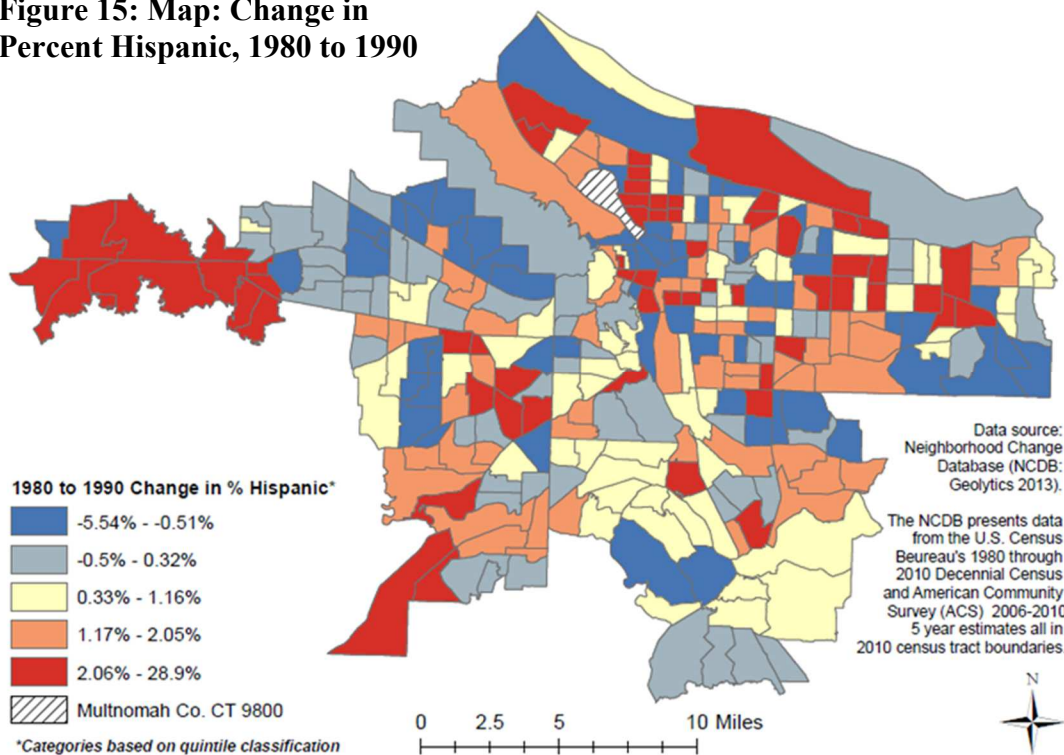 Figure 15: Map: Change in
Percent Hispanic, 1980 to 1990
Data source:
Neighborhood Change
Database (NCDB:
Geolytics 2013).
The NCDB presents data
from the U.S. Census
Beureau's 1980 through
2010 Decennial Census
and American Community
Survey (ACS) 2006-2010
5 year estimates all in
2010 census tract boundaries
1980 to 1990 Change in % Hispanic*
-5.54% - -0.51%
-0.5% - 0.32%
0.33% - 1.16%
1.17% - 2.05%
2.06% - 28.9%
Multnomah Co. CT 9800
*Categories based on quintile classification
0 2.5 5 10 Miles
N